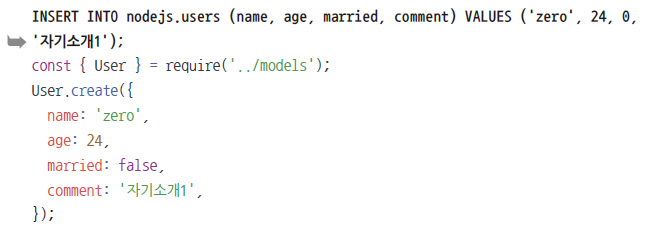 INSERT INTO nodejs.users (name, age, married, comment) VALUES ('zero', 24, 0,
'자기소개1');
const { User } = require('../models');
User.create({
  name: 'zero',
  age: 24,
  married: false,
  comment: '자기소개1',
});